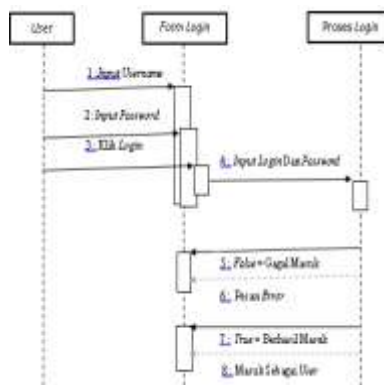 User
Form Login
Proses Login
1. Input Username
2: Input Password
3: Klik Login
4: Input Login Dan Password
5: False = Gagal Masuk
6: Pesan Error
7: True = Berhasil Masuk
8: Masuk Sebagai User